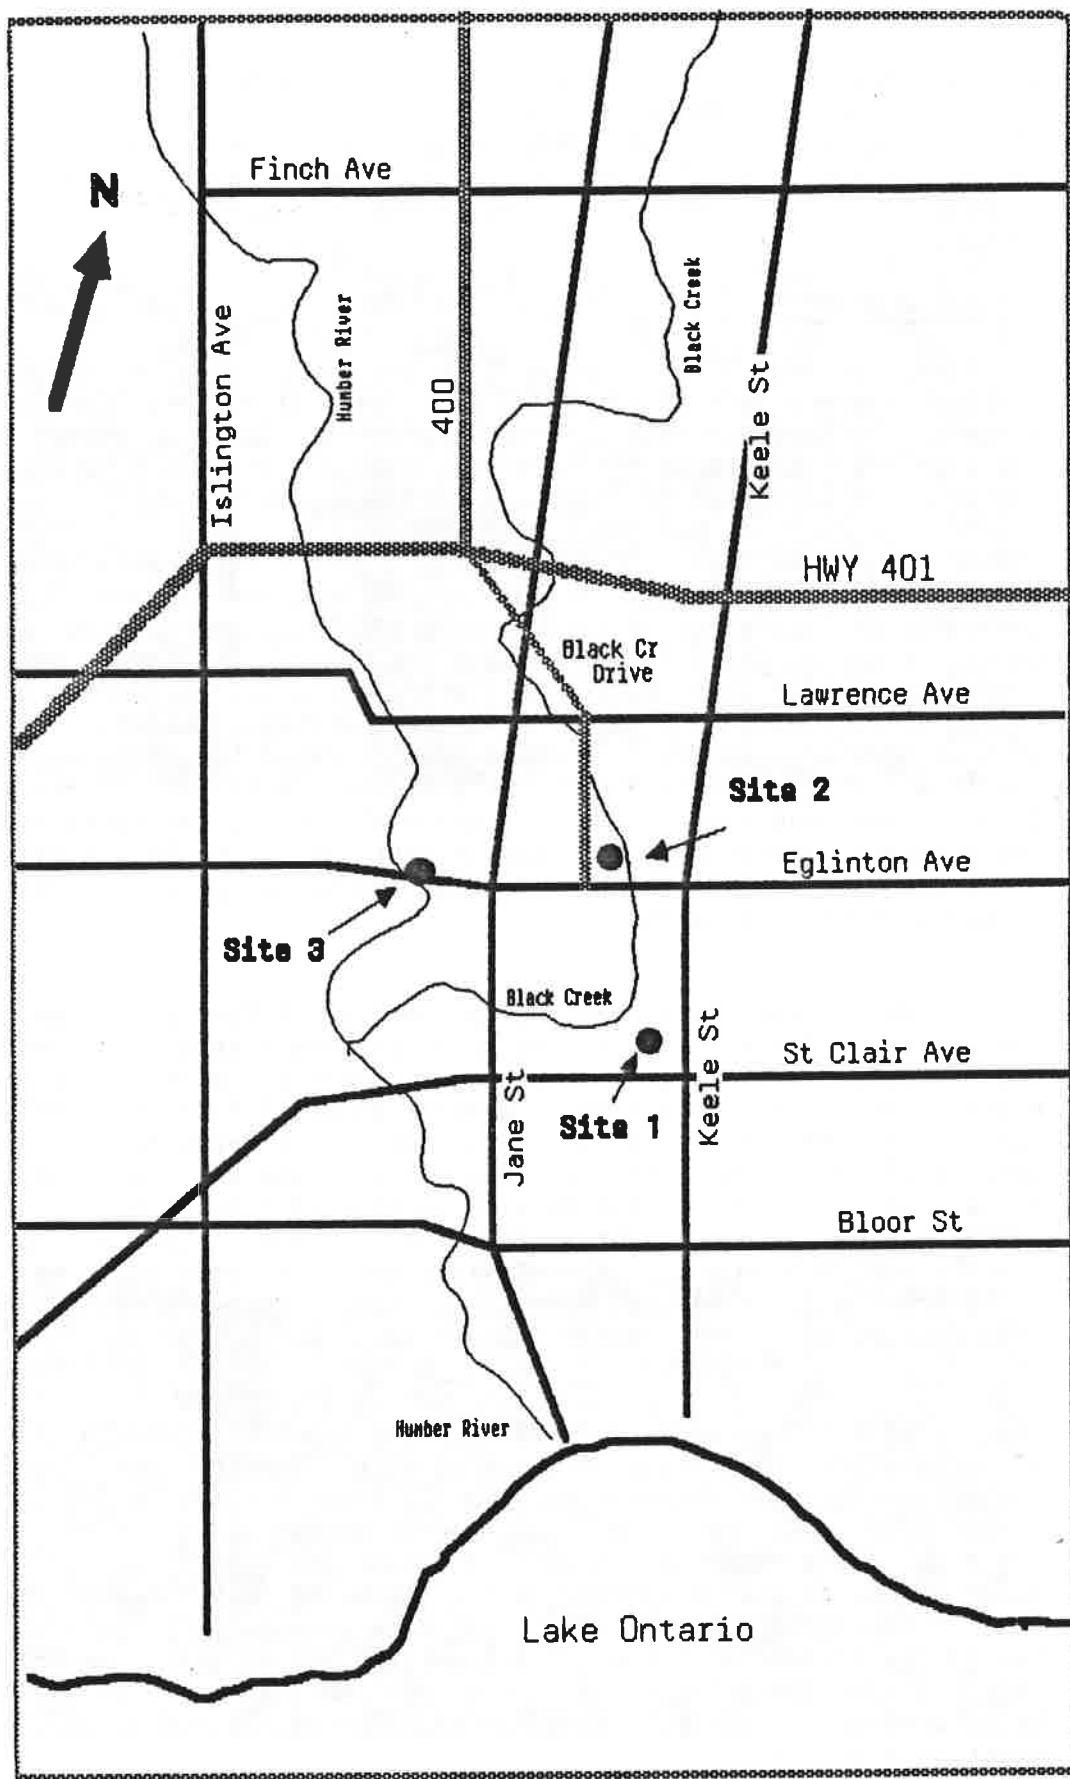 Finch Ave
N
Humber River
Black Creek
Islington Ave
400
Keele St
HWY 401
Black Cr
Drive
Lawrence Ave
Site 2
Eglinton Ave
Site 3
Black Creek
Keele St
St Clair Ave
Jane St
Site 1
Bloor St
Humber River
Lake Ontario